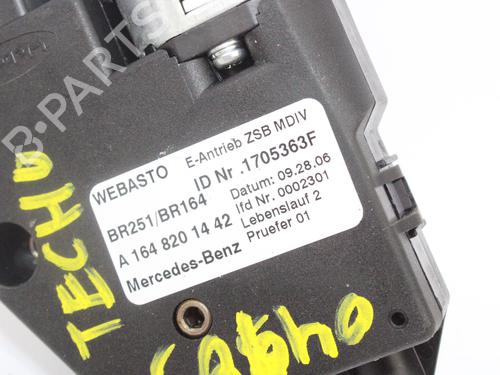 WEBASTO E-Antrieb ZSB MDIV
ID Nr .1705363F
BR251/BR164 Datum: 09.28.06
A 164 820 14 42 lfd Nr. 0002301
Mercedes-Benz Lebenslauf 2
Pruefer 01
TECHO
B-PARTS